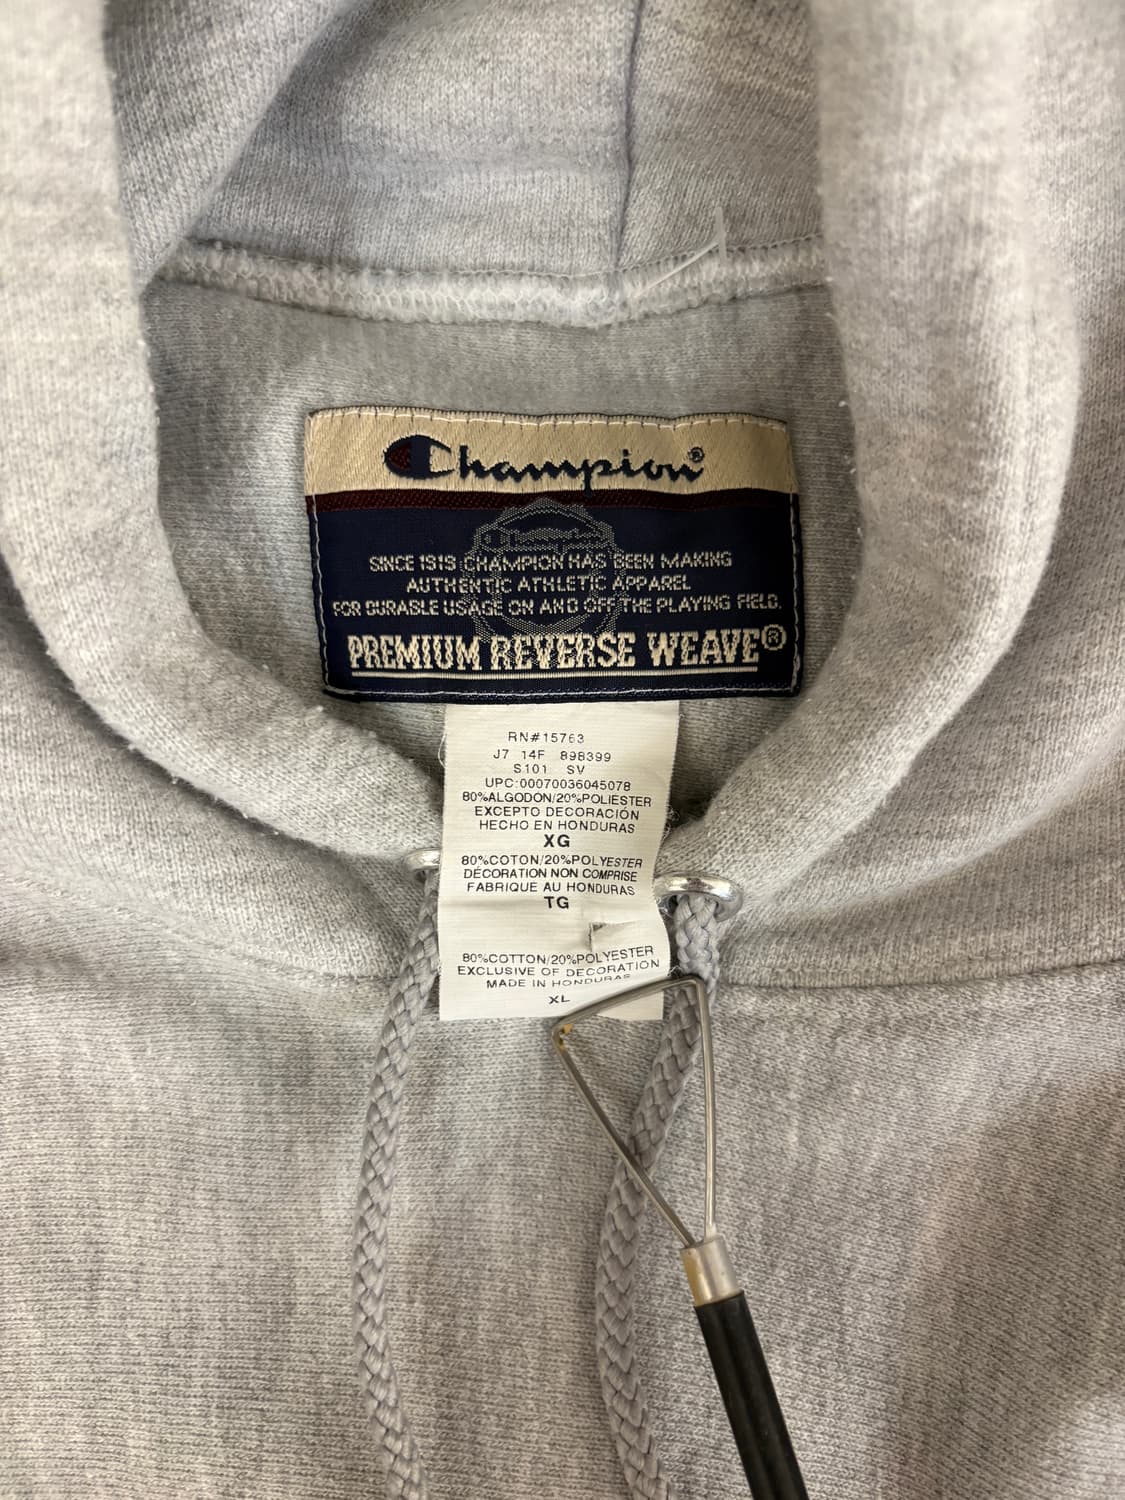 Champion®
SINCE 1919 CHAMPION HAS BEEN MAKING
AUTHENTIC ATHLETIC APPAREL
FOR DURABLE USAGE ON AND OFF THE PLAYING FIELD.
PREMIUM REVERSE WEAVE®
RN#15763
J7 14F 898399
S101 SV
UPC:00070036045078
80%ALGODON/20%POLIESTER
EXCEPTO DECORACIÓN
HECHO EN HONDURAS
XG
80%COTON/20%POLYESTER
DÉCORATION NON COMPRISE
FABRIQUE AU HONDURAS
TG
80%COTTON/20%POLYESTER
EXCLUSIVE OF DECORATION
MADE IN HONDURAS
XL